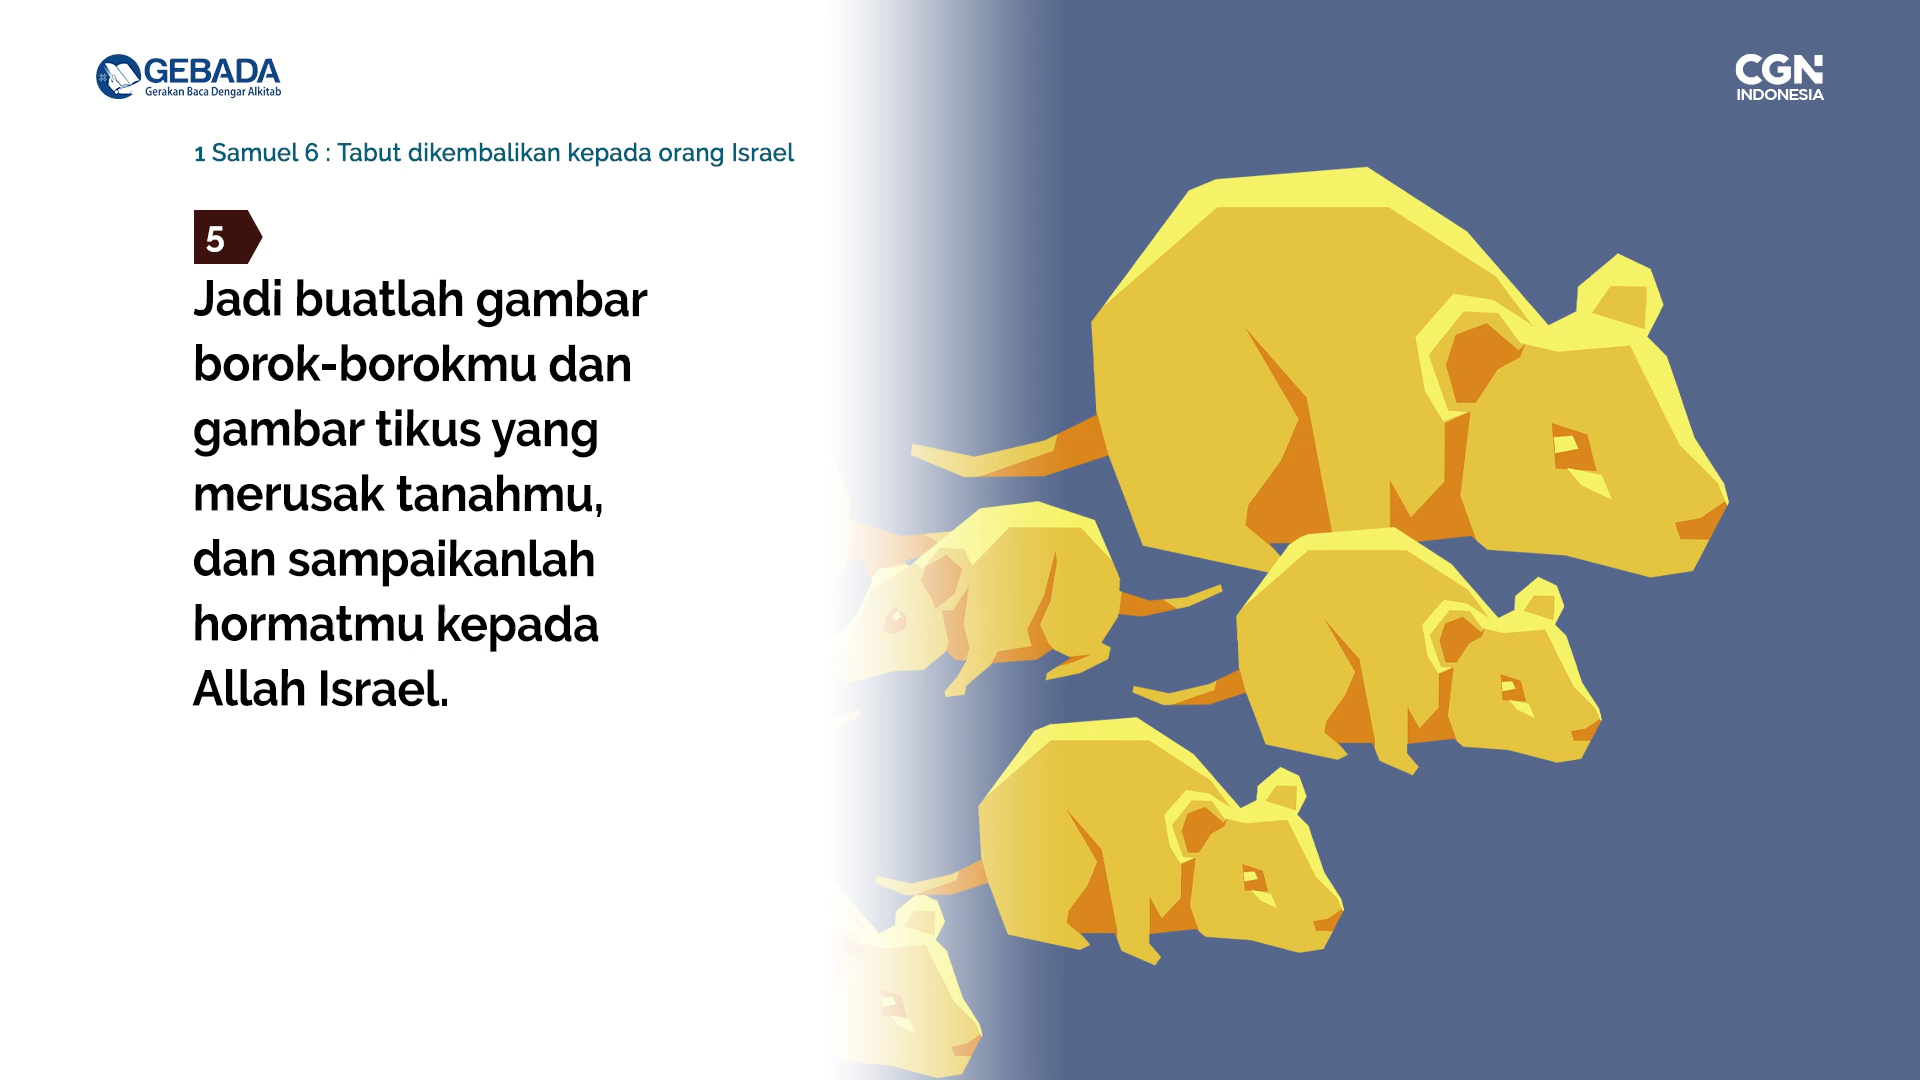 GEBADA
Gerakan Baca Dengar Alkitab
CGN
INDONESIA
1 Samuel 6 : Tabut dikembalikan kepada orang Israel
5
Jadi buatlah gambar
borok-borokmu dan
gambar tikus yang
merusak tanahmu,
dan sampaikanlah
hormatmu kepada
Allah Israel.